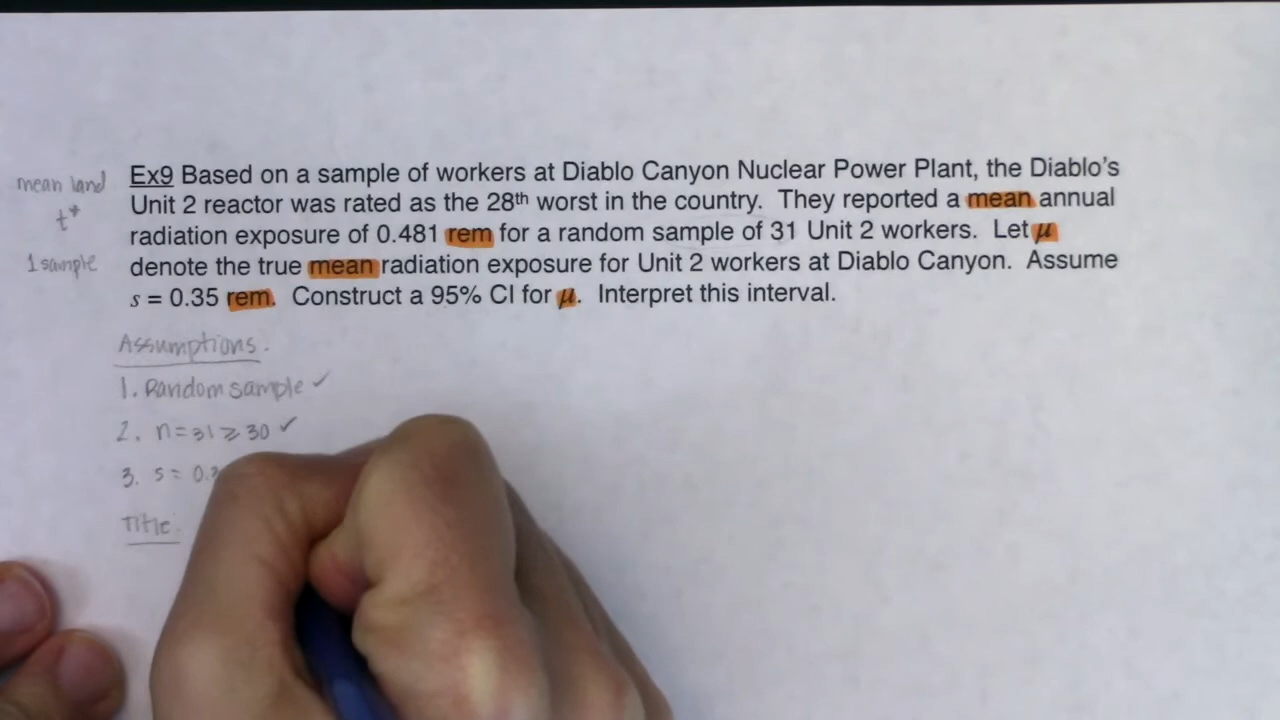 mean land
t*
1 sample
Ex9 Based on a sample of workers at Diablo Canyon Nuclear Power Plant, the Diablo's
Unit 2 reactor was rated as the 28th worst in the country. They reported a mean annual
radiation exposure of 0.481 rem for a random sample of 31 Unit 2 workers. Let μ
denote the true mean radiation exposure for Unit 2 workers at Diablo Canyon. Assume
s = 0.35 rem. Construct a 95% CI for μ. Interpret this interval.
Assumptions:
1. Random sample ✓
2. n=31 ≥ 30 ✓
3. s =
Title: